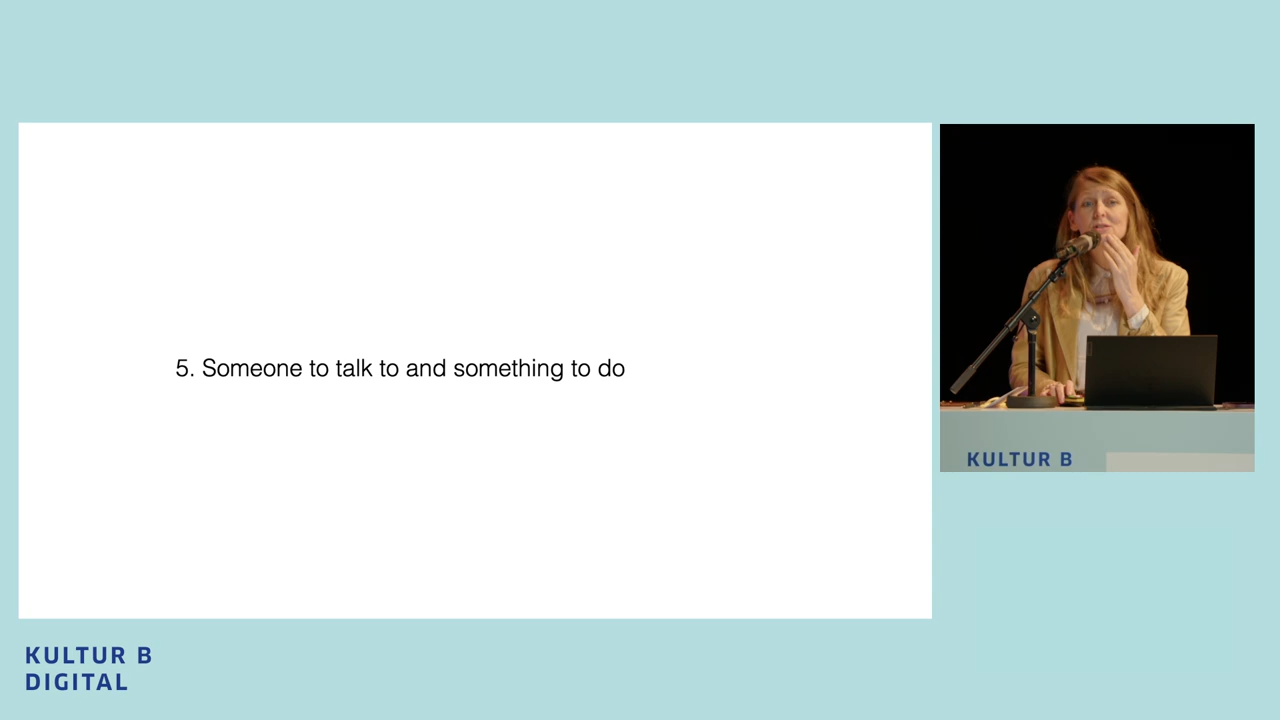 5. Someone to talk to and something to do
KULTUR B
KULTUR B
DIGITAL